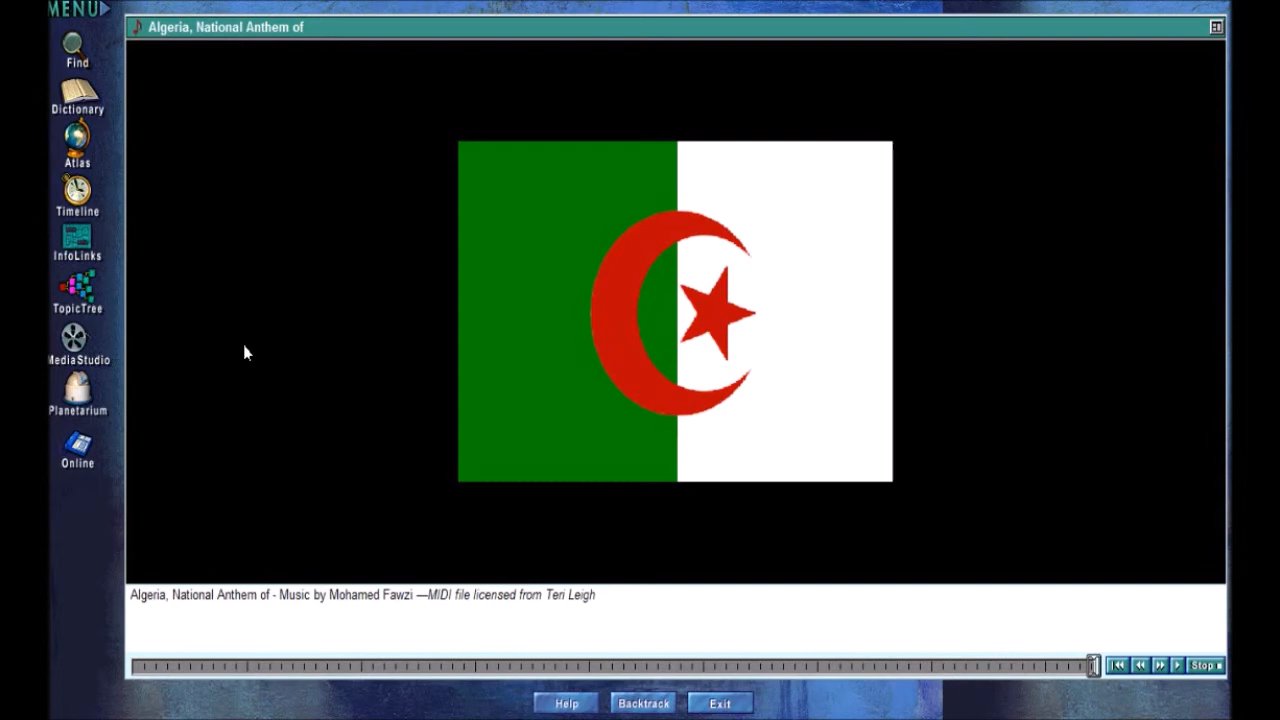 MENU
Algeria, National Anthem of
Find
Dictionary
Atlas
Timeline
InfoLinks
TopicTree
MediaStudio
Planetarium
Online
Algeria, National Anthem of - Music by Mohamed Fawzi —MIDI file licensed from Teri Leigh
Stop
Help Backtrack Exit